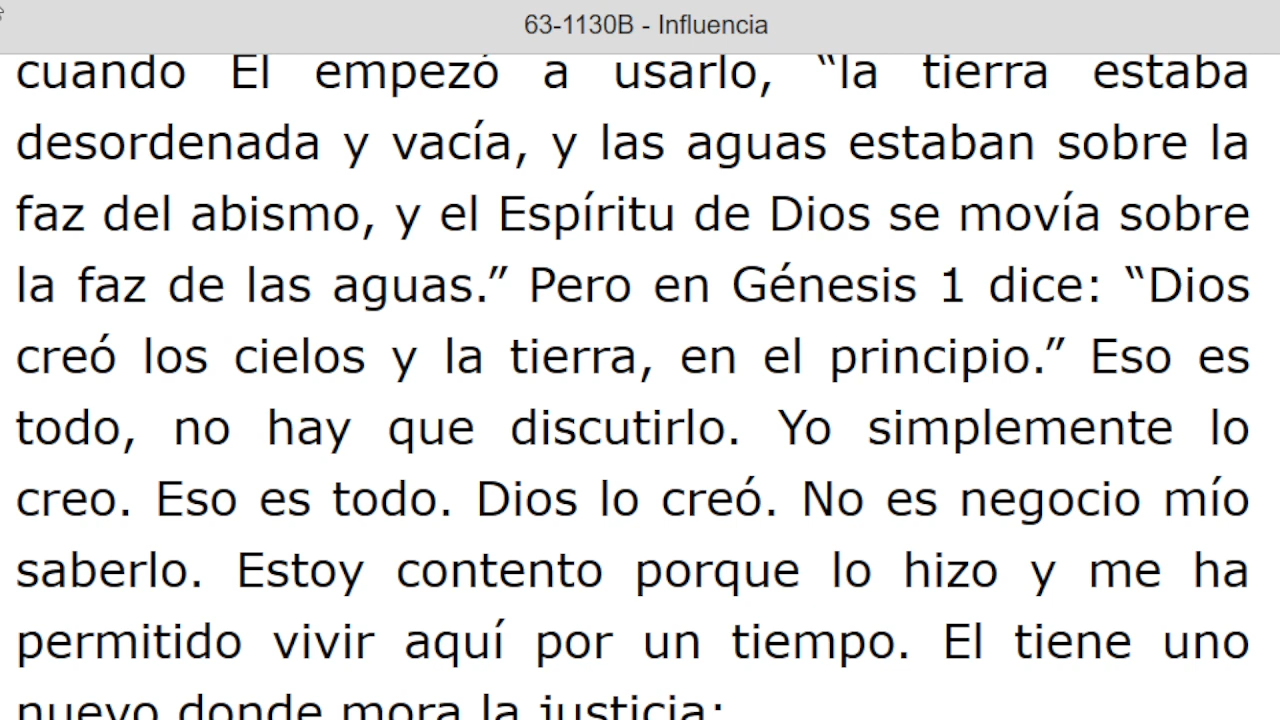 63-1130B - Influencia
cuando El empezó a usarlo, “la tierra estaba
desordenada y vacía, y las aguas estaban sobre la
faz del abismo, y el Espíritu de Dios se movía sobre
la faz de las aguas.” Pero en Génesis 1 dice: “Dios
creó los cielos y la tierra, en el principio.” Eso es
todo, no hay que discutirlo. Yo simplemente lo
creo. Eso es todo. Dios lo creó. No es negocio mío
saberlo. Estoy contento porque lo hizo y me ha
permitido vivir aquí por un tiempo. El tiene uno
nuevo donde mora la justicia;